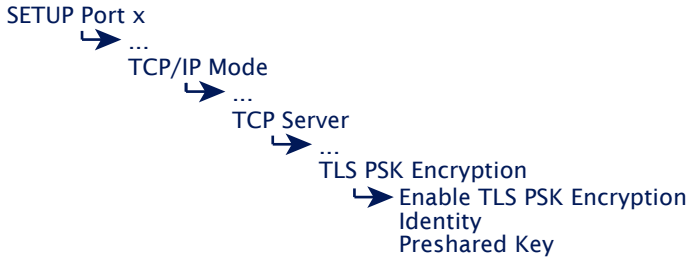 SETUP Port x
...
TCP/IP Mode
...
TCP Server
...
TLS PSK Encryption
Enable TLS PSK Encryption
Identity
Preshared Key